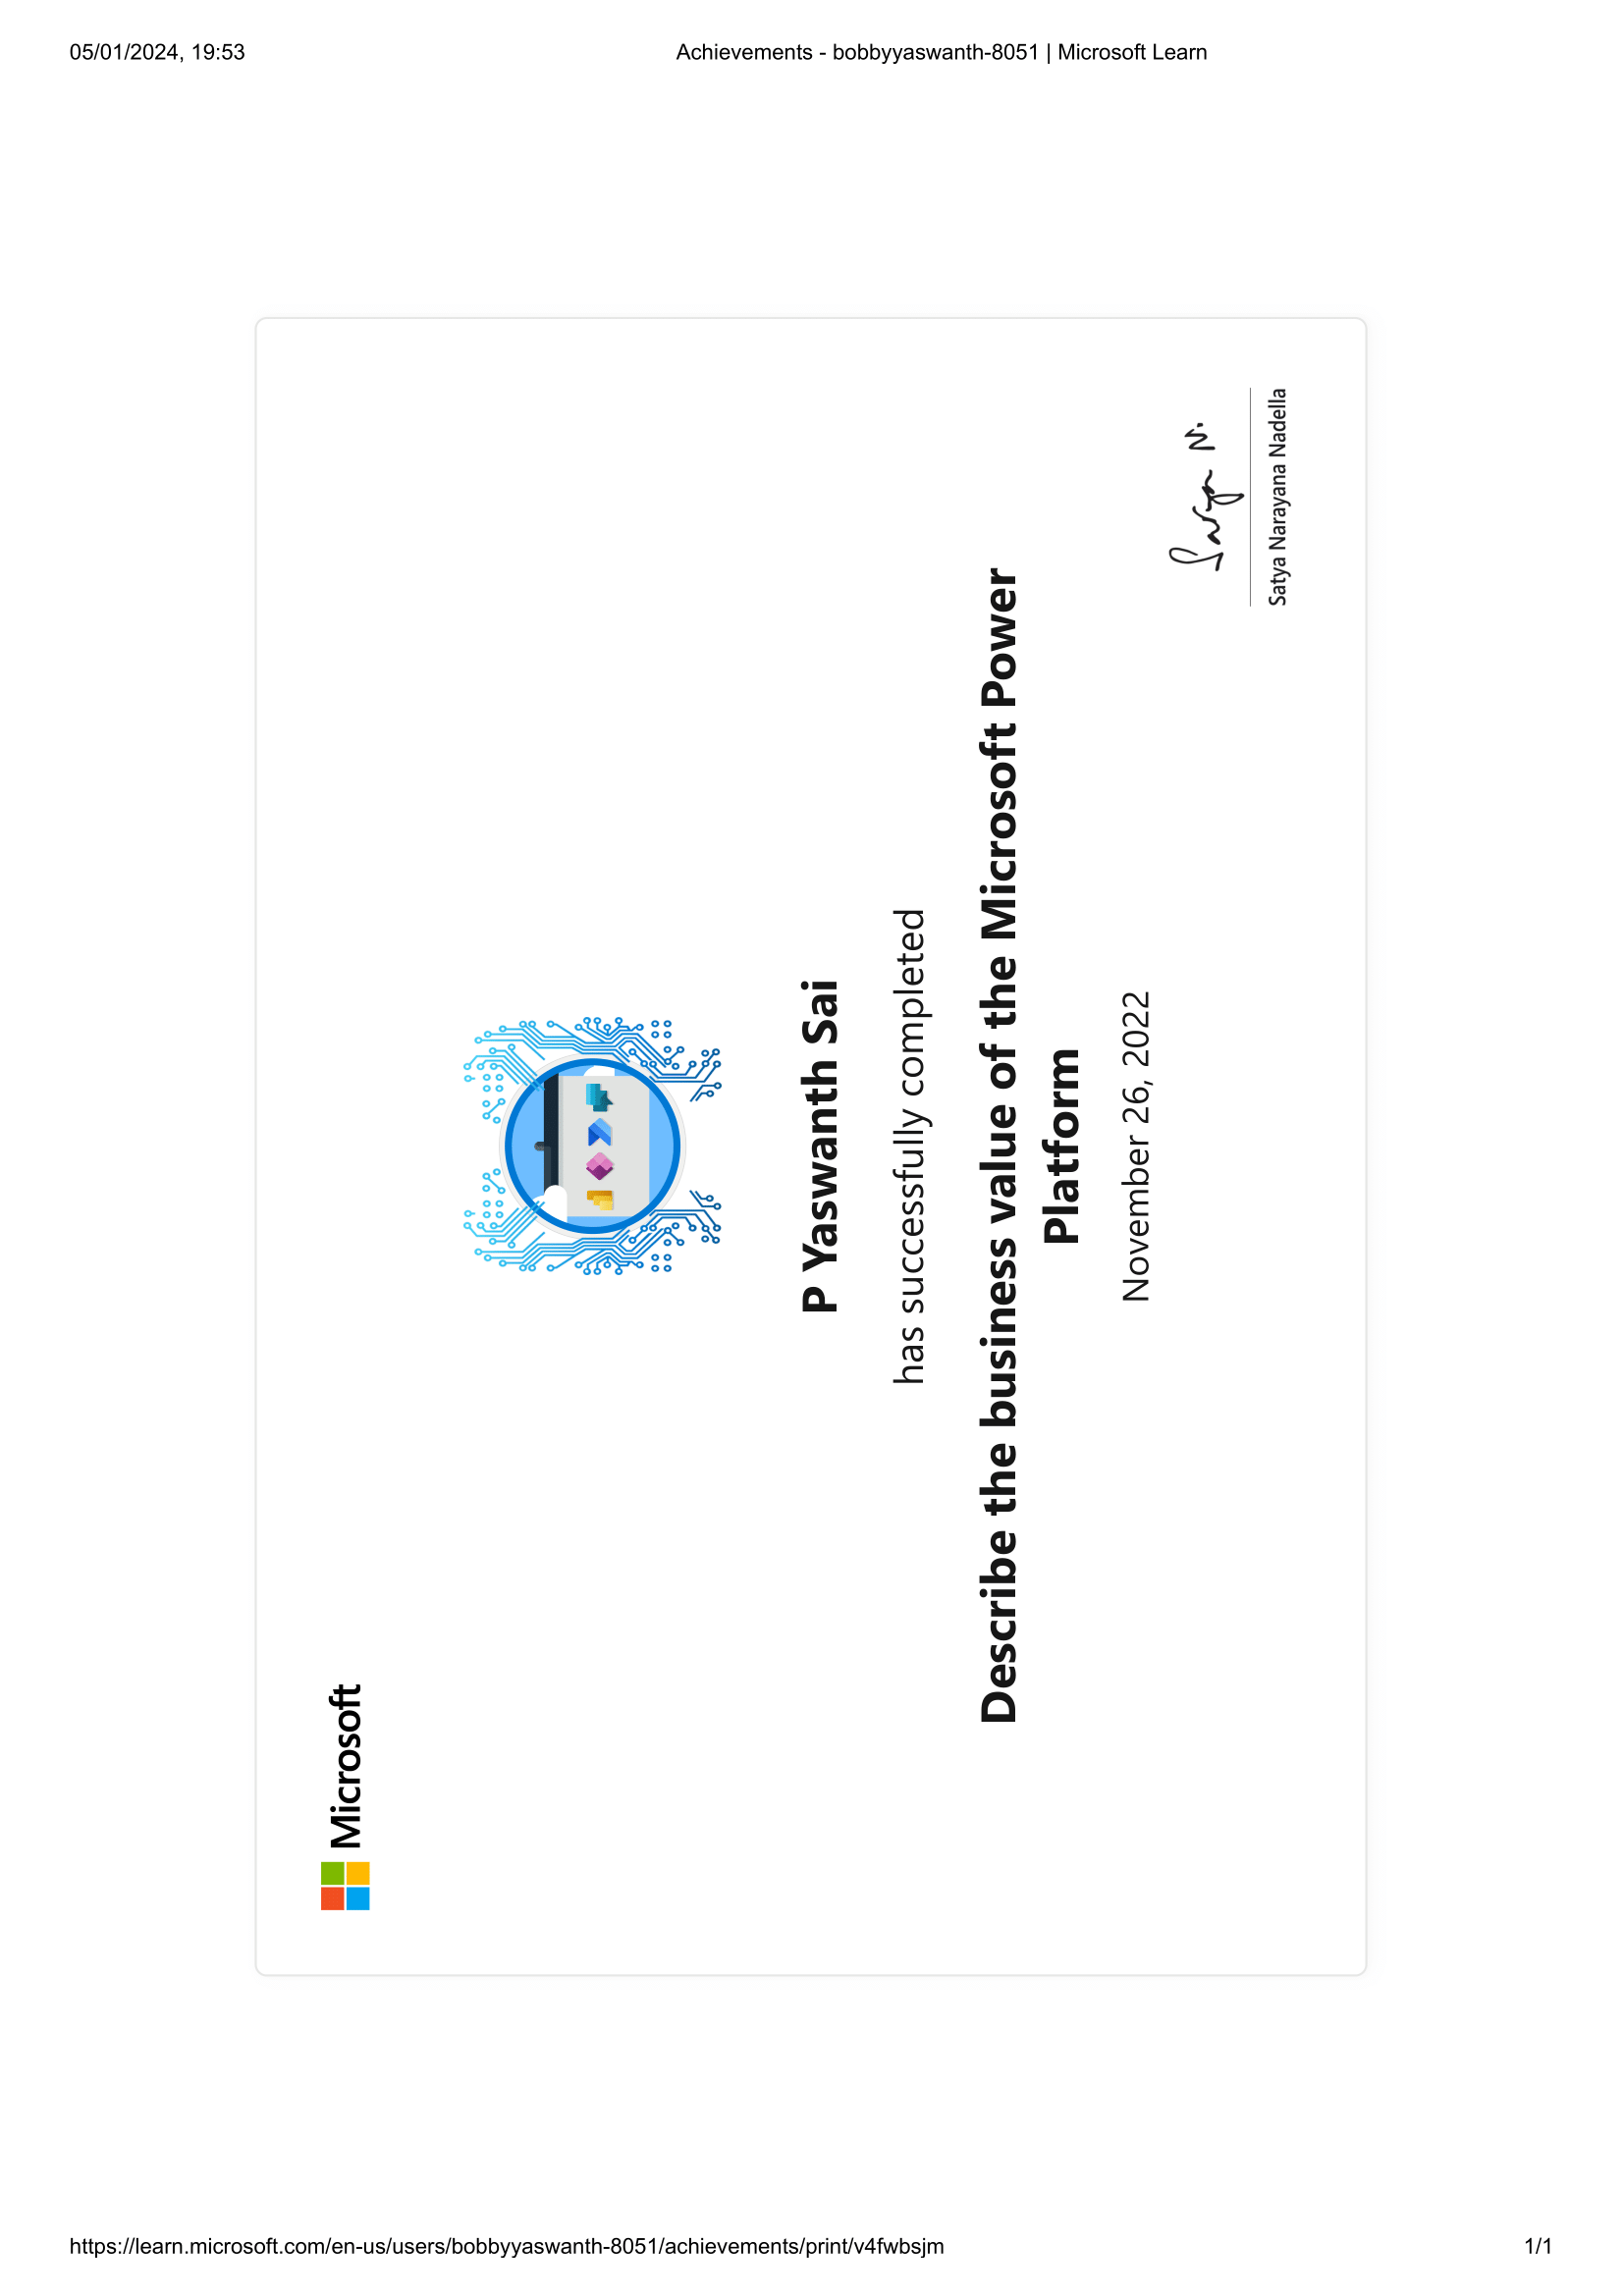 05/01/2024, 19:53
Achievements - bobbyyaswanth-8051 | Microsoft Learn
Microsoft
P Yaswanth Sai
has successfully completed
Describe the business value of the Microsoft Power
Platform
November 26, 2022
Satya N
Satya Narayana Nadella
https://learn.microsoft.com/en-us/users/bobbyyaswanth-8051/achievements/print/v4fwbsjm
1/1